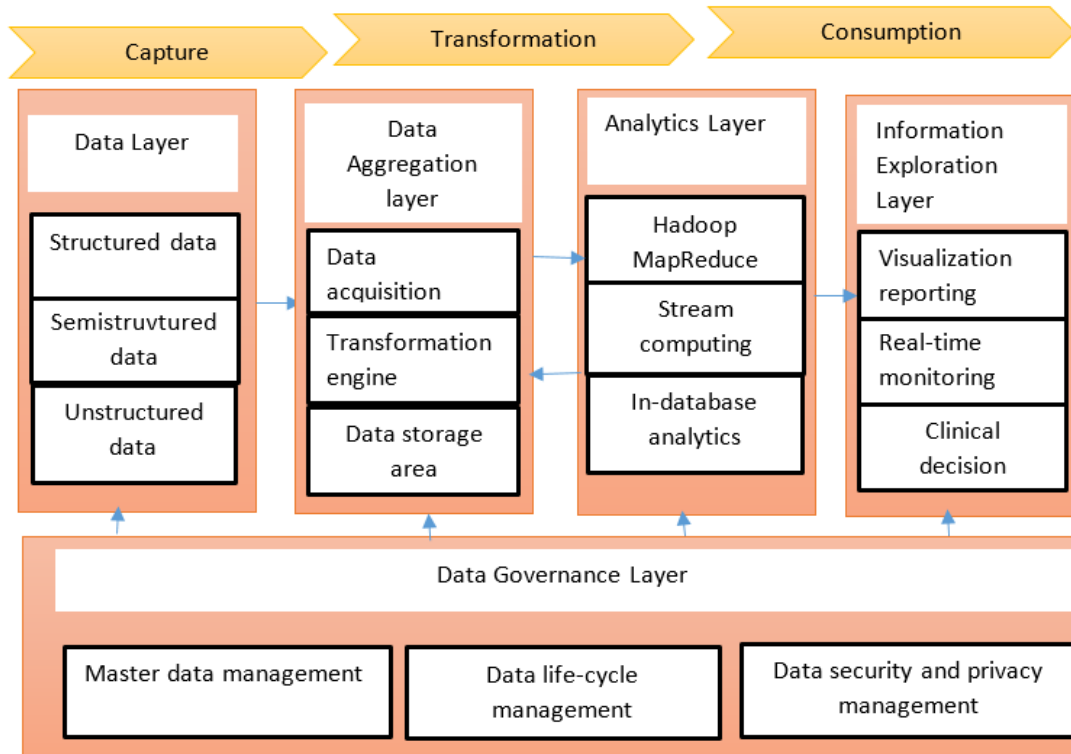 Capture
Transformation
Consumption
Data Layer
Structured data
Semistruvtured
data
Unstructured
data
Data
Aggregation
layer
Data
acquisition
Transformation
engine
Data storage
area
Analytics Layer
Hadoop
MapReduce
Stream
computing
In-database
analytics
Information
Exploration
Layer
Visualization
reporting
Real-time
monitoring
Clinical
decision
Data Governance Layer
Master data management
Data life-cycle
management
Data security and privacy
management